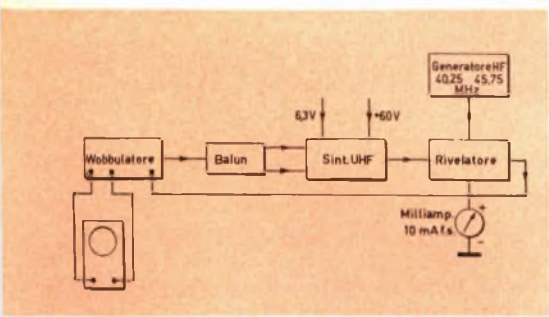 Generatore HF
40,25 45,75
MHz
6,3V
+60V
Wobbulatore
Balun
Sint. UHF
Rivelatore
Milliamp.
10 mA f.s.
+
-